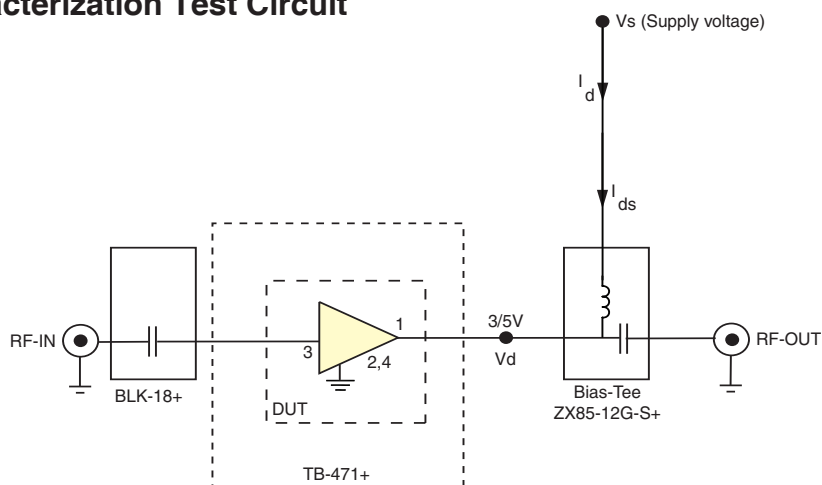 acterization Test Circuit
Vs (Supply voltage)
I
d
I
ds
RF-IN
BLK-18+
3
1
2,4
DUT
TB-471+
3/5V
Vd
Bias-Tee
ZX85-12G-S+
RF-OUT